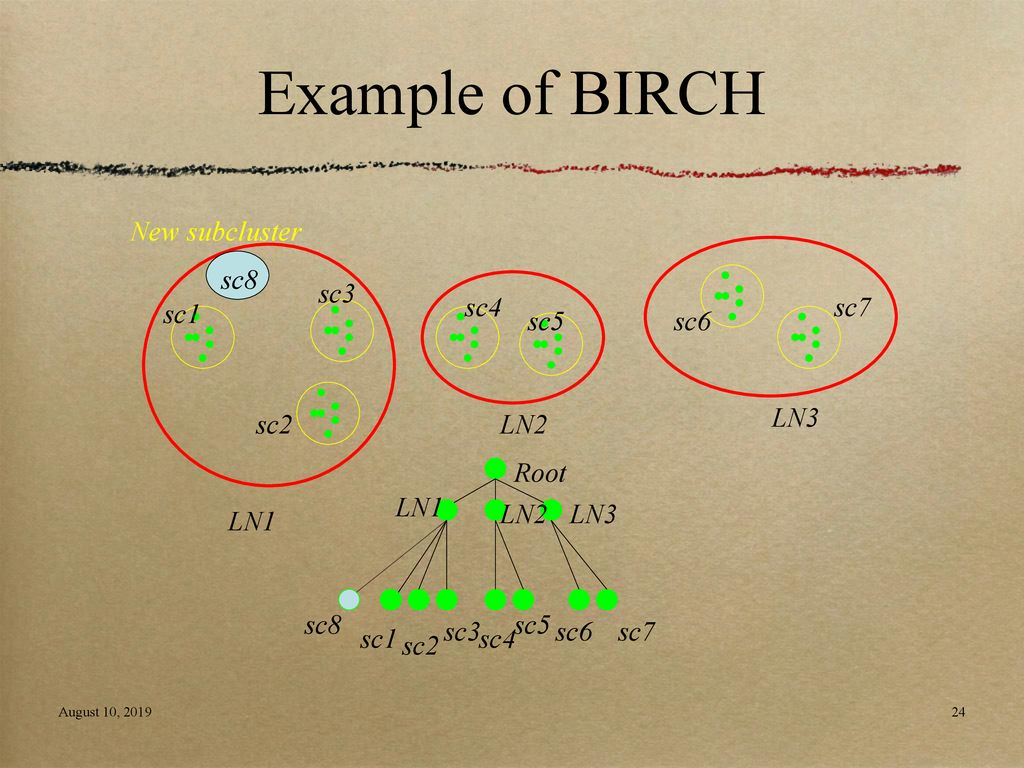 Example of BIRCH
New subcluster
sc8
sc3
sc1
sc4
sc5
sc6
sc7
sc2
LN2
LN3
Root
LN1
LN1
LN2
LN3
sc8
sc1
sc2
sc3
sc4
sc5
sc6
sc7
August 10, 2019
24